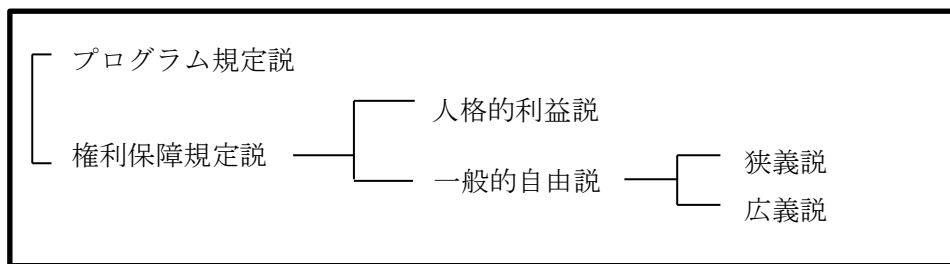 プログラム規定説
人格的利益説
権利保障規定説
狭義説
一般的自由説
広義説